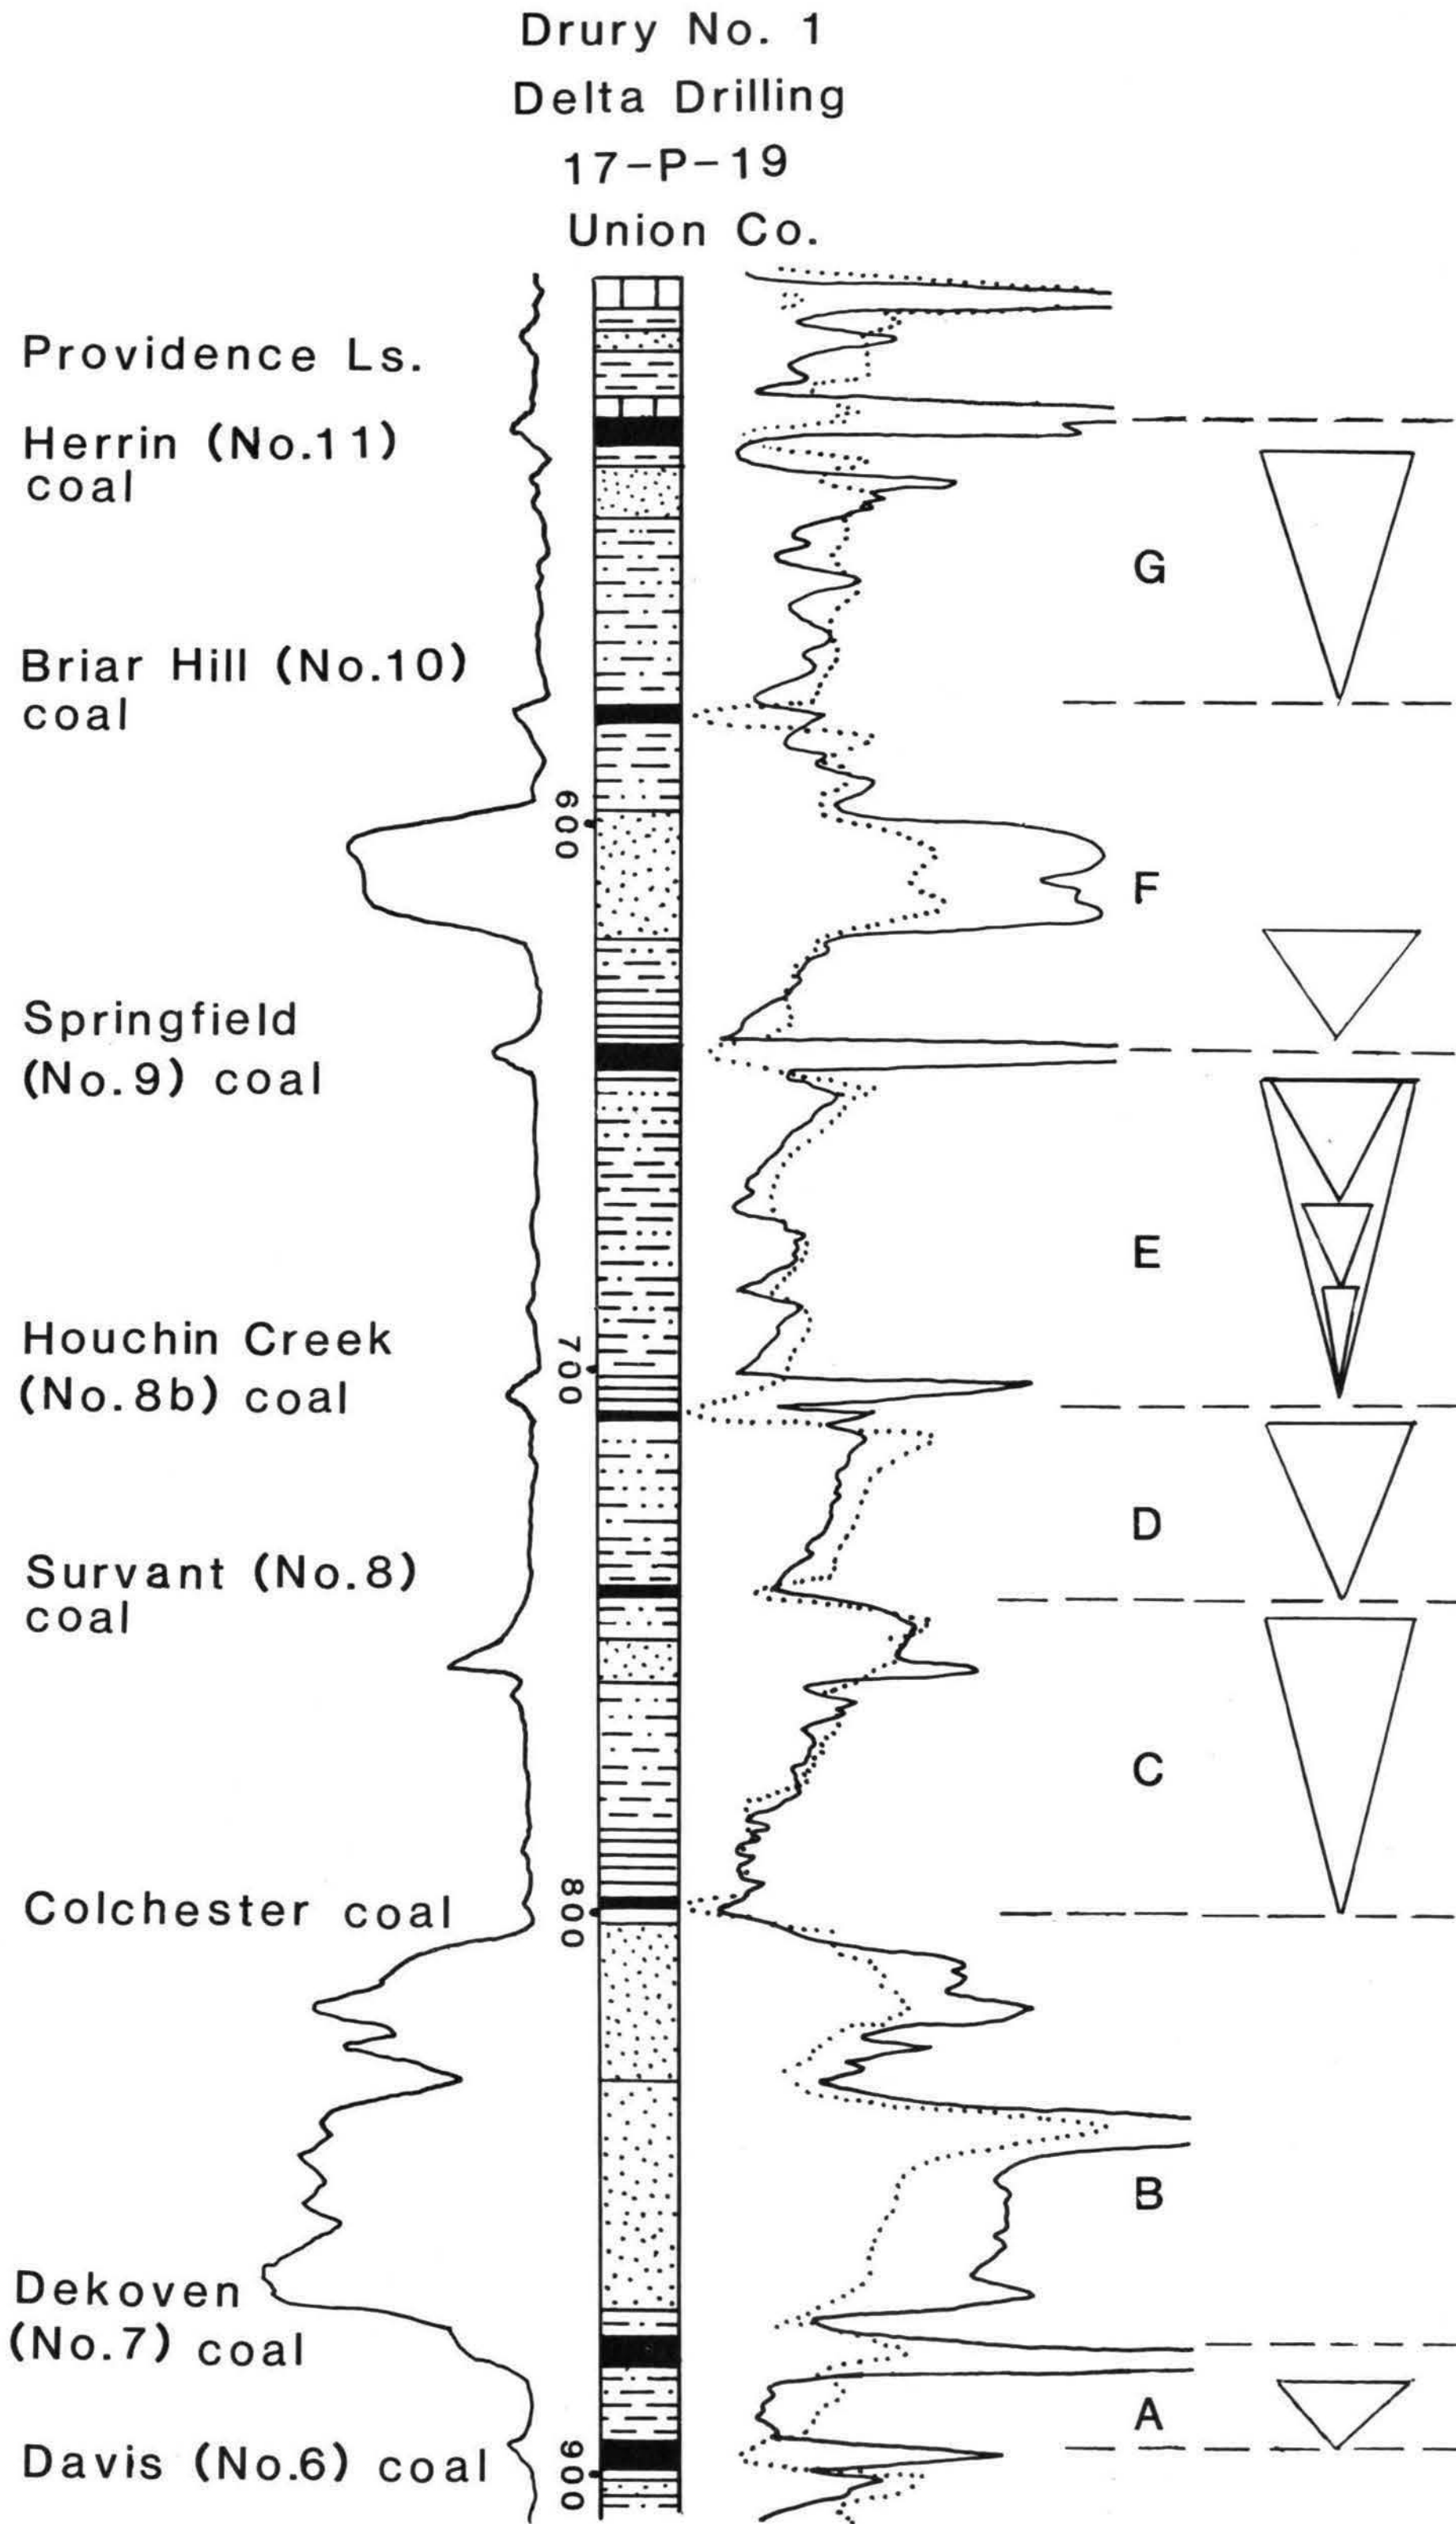 Drury No. 1
Delta Drilling
17-P-19
Union Co.
Providence Ls.
Herrin (No.11)
coal
G
Briar Hill (No.10)
coal
600
F
Springfield
(No.9) coal
E
Houchin Creek
(No.8b) coal
700
D
Survant (No.8)
coal
C
Colchester coal
800
B
Dekoven
(No.7) coal
A
Davis (No.6) coal
900